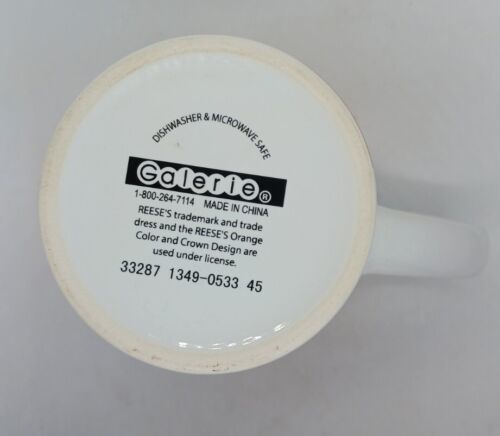 DISHWASHER & MICROWAVE SAFE
Galerie®
1-800-264-7114 MADE IN CHINA
REESE'S trademark and trade
dress and the REESE'S Orange
Color and Crown Design are
used under license.
33287 1349-0533 45